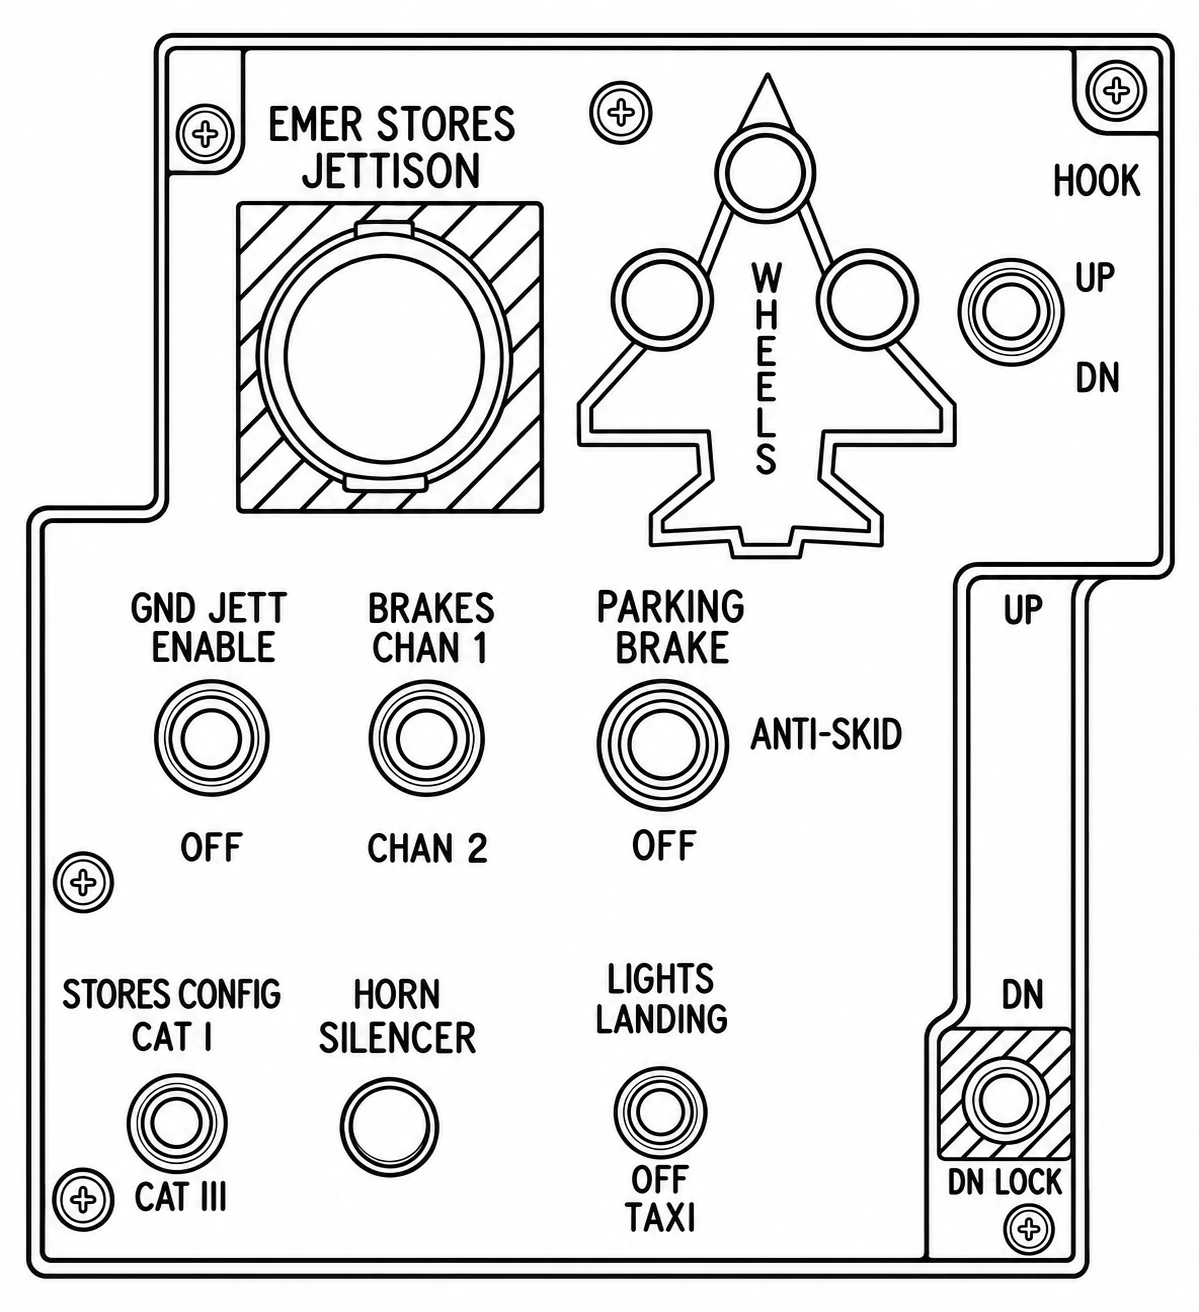 EMER STORES
JETTISON
HOOK
UP
DN
WHEELS
GND JETT
ENABLE
OFF
BRAKES
CHAN 1
CHAN 2
PARKING
BRAKE
ANTI-SKID
OFF
UP
DN
DN LOCK
STORES CONFIG
CAT I
CAT III
HORN
SILENCER
LIGHTS
LANDING
OFF
TAXI